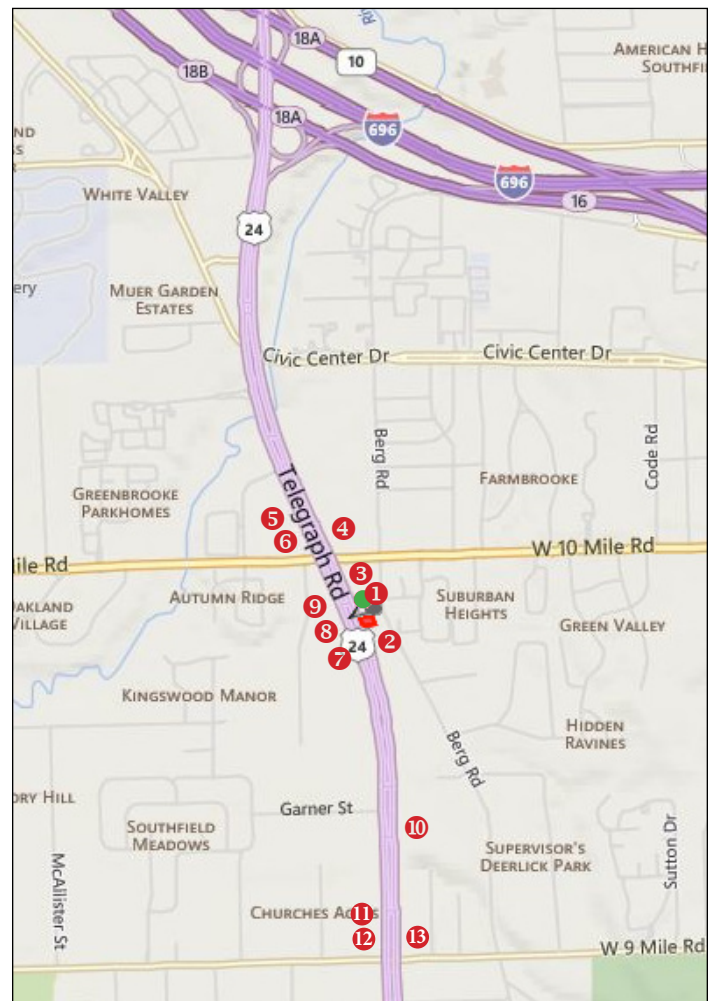 18A
10
AMERICAN H
SOUTHFI
18B
18A
696
ND
SS
696
16
WHITE VALLEY
24
ery
MUER GARDEN
ESTATES
Civic Center Dr
Civic Center Dr
Berg Rd
Code Rd
Telegraph Rd
FARMBROOKE
GREENBROOKE
PARKHOMES
5
4
6
W 10 Mile Rd
ile Rd
3
1
AUTUMN RIDGE
9
SUBURBAN
HEIGHTS
AKLAND
VILLAGE
GREEN VALLEY
8
2
24
7
KINGSWOOD MANOR
HIDDEN
RAVINES
Berg Rd
ORY HILL
Garner St
10
SOUTHFIELD
MEADOWS
SUPERVISOR'S
DEERLICK PARK
Sutton Dr
McAllister St
CHURCHES
11
12
13
W 9 Mile Rd